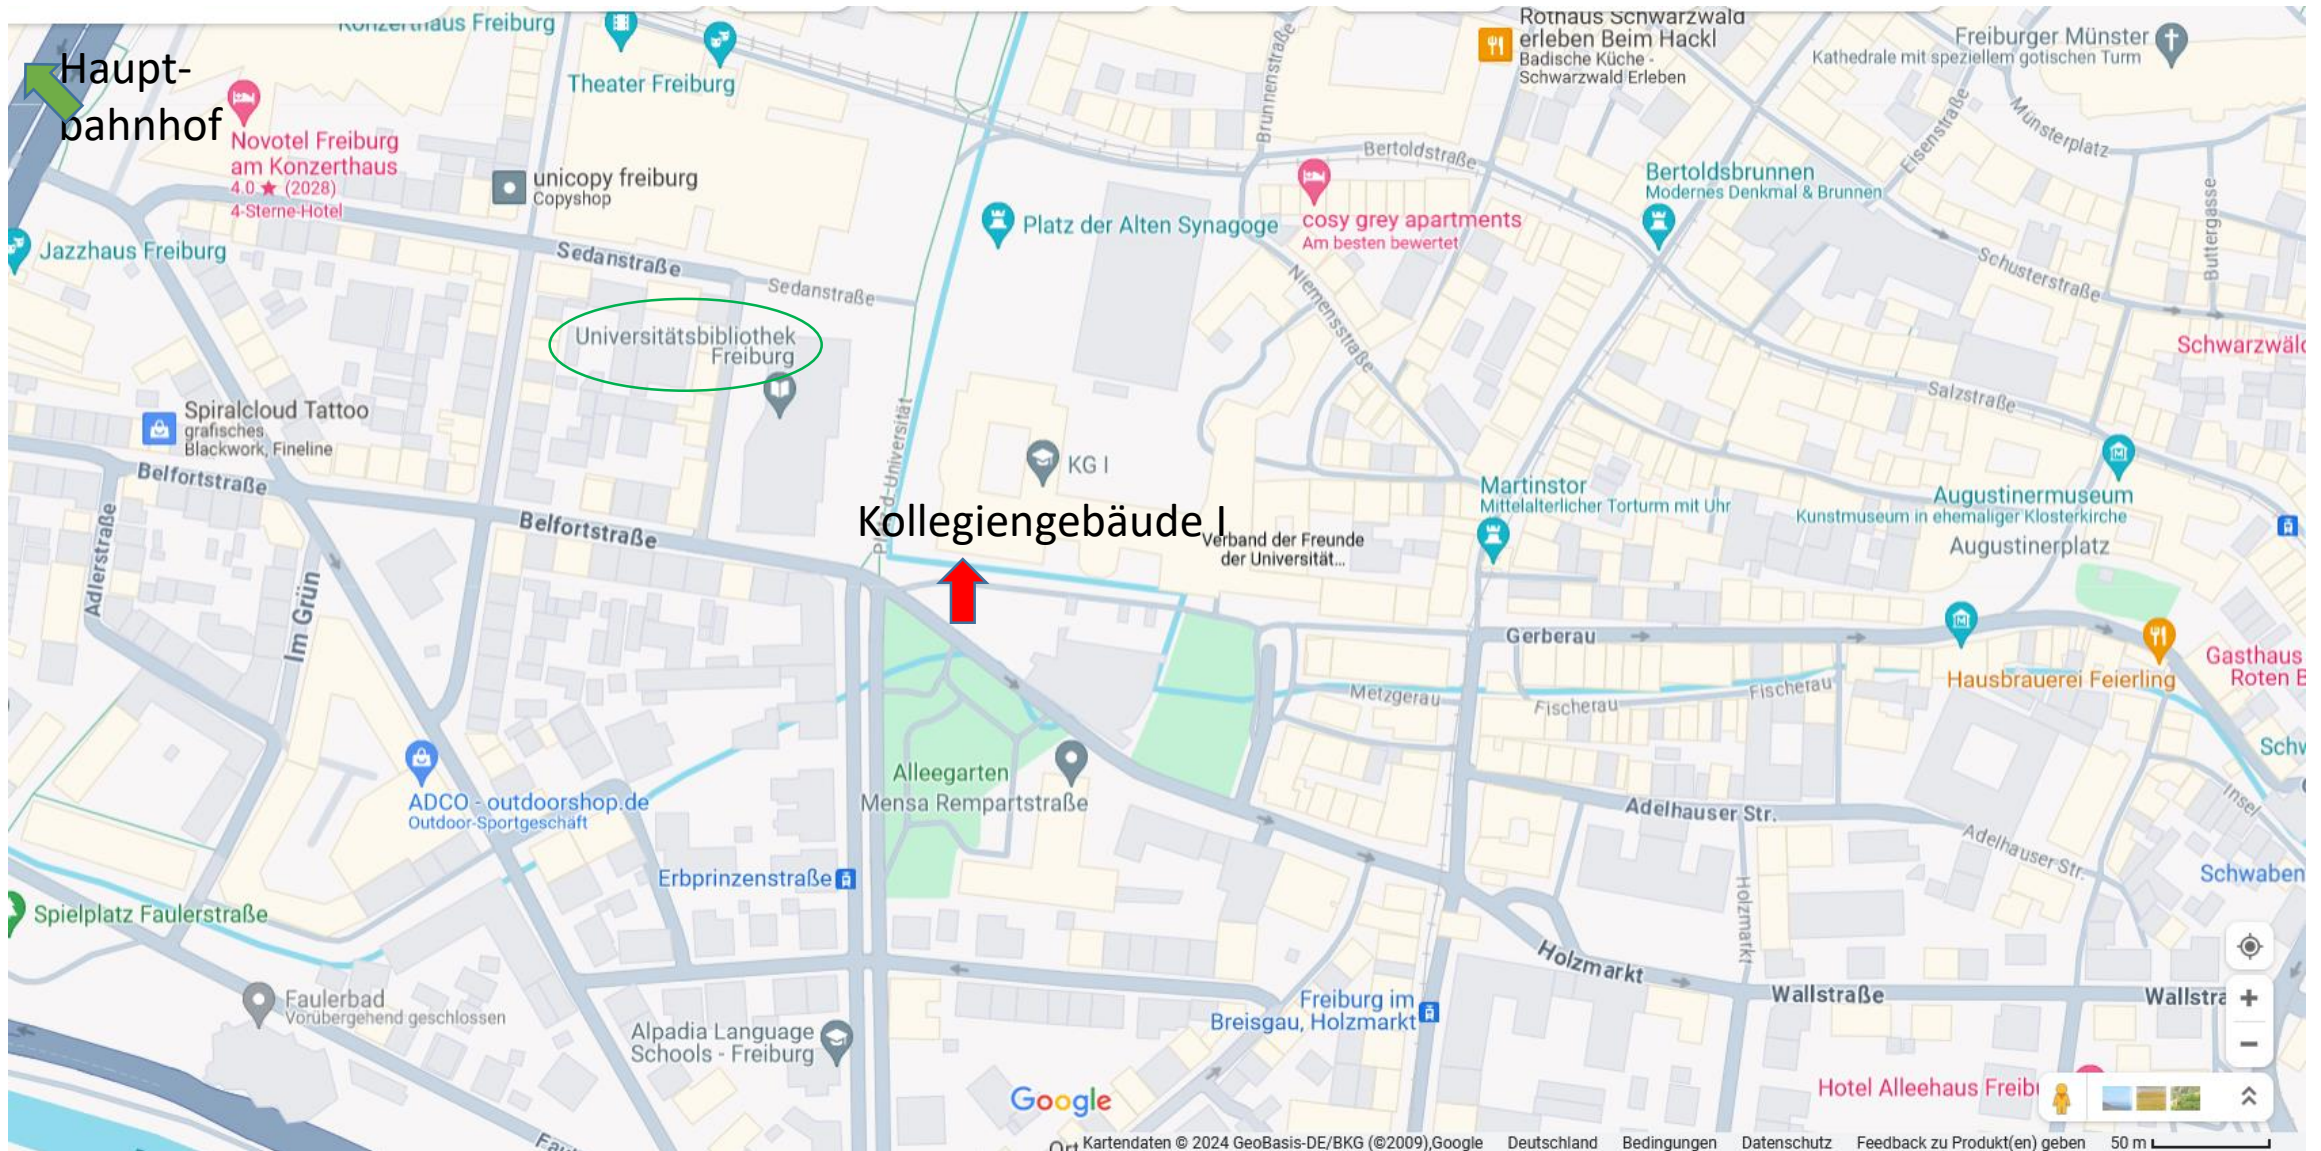 Konzerthaus Freiburg
Theater Freiburg
Haupt-
bahnhof
Novotel Freiburg
am Konzerthaus
4.0 ★ (2028)
4-Sterne-Hotel
unicopy freiburg
Copyshop
Jazzhaus Freiburg
Sedanstraße
Sedanstraße
Universitätsbibliothek
Freiburg
Spiralcloud Tattoo
grafisches
Blackwork, Fineline
Belfortstraße
Belfortstraße
Adlerstraße
Im Grün
Brunnenstraße
Rothaus Schwarzwald
erleben Beim Hackl
Badische Küche -
Schwarzwald Erleben
Freiburger Münster
Kathedrale mit speziellem gotischen Turm
Eisenstraße
Münsterplatz
Bertoldstraße
Bertoldsbrunnen
Modernes Denkmal & Brunnen
Platz der Alten Synagoge
cosy grey apartments
Am besten bewertet
Niemensstraße
Buttergasse
Schusterstraße
Schwarzwäld
Salzstraße
KG I
Kollegiengebäude I
Verband der Freunde
der Universität...
Martinstor
Mittelalterlicher Torturm mit Uhr
Augustinermuseum
Kunstmuseum in ehemaliger Klosterkirche
Augustinerplatz
Gerberau
Metzgerau
Fischerau
Fischerau
Hausbrauerei Feierling
Gasthaus
Roten B
Schw
Insel
ADCO - outdoorshop.de
Outdoor-Sportgeschäft
Alleegarten
Mensa Rempartstraße
Adelhauser Str.
Adelhauser Str.
Erbprinzenstraße
Schwaben
Spielplatz Faulerstraße
Holzmarkt
Holzmarkt
Wallstraße
Wallstra
Faulerbad
Vorübergehend geschlossen
Alpadia Language
Schools - Freiburg
Freiburg im
Breisgau, Holzmarkt
Hotel Alleehaus Freibu
Google
Kartendaten © 2024 GeoBasis-DE/BKG (©2009),Google Deutschland Bedingungen Datenschutz Feedback zu Produkt(en) geben 50 m